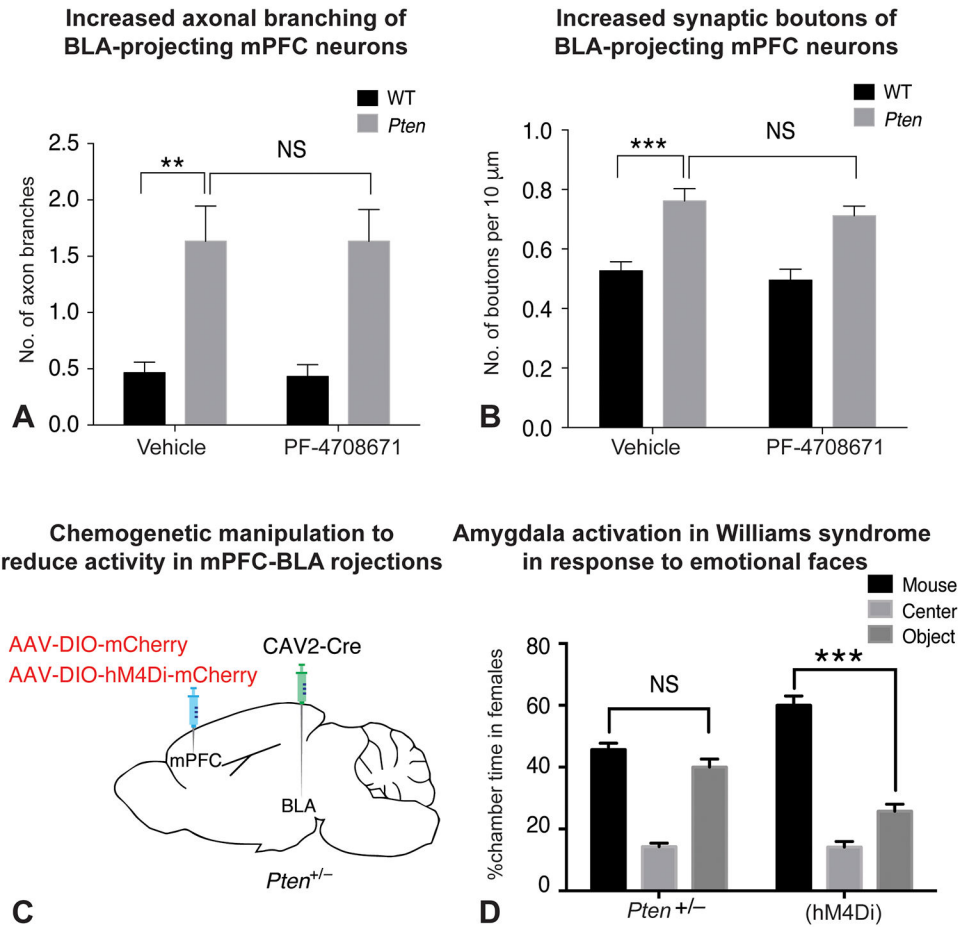 Increased axonal branching of
BLA-projecting mPFC neurons
WT
Pten
No. of axon branches
2.5
2.0
1.5
1.0
0.5
0.0
**
NS
Vehicle
PF-4708671
A
Increased synaptic boutons of
BLA-projecting mPFC neurons
WT
Pten
No. of boutons per 10 μm
1.0
0.8
0.6
0.4
0.2
0.0
***
NS
Vehicle
PF-4708671
B
Chemogenetic manipulation to
reduce activity in mPFC-BLA rojections
AAV-DIO-mCherry
AAV-DIO-hM4Di-mCherry
CAV2-Cre
mPFC
BLA
Pten+/–
C
Amygdala activation in Williams syndrome
in response to emotional faces
Mouse
Center
Object
%chamber time in females
80
60
40
20
0
NS
***
Pten +/–
(hM4Di)
D